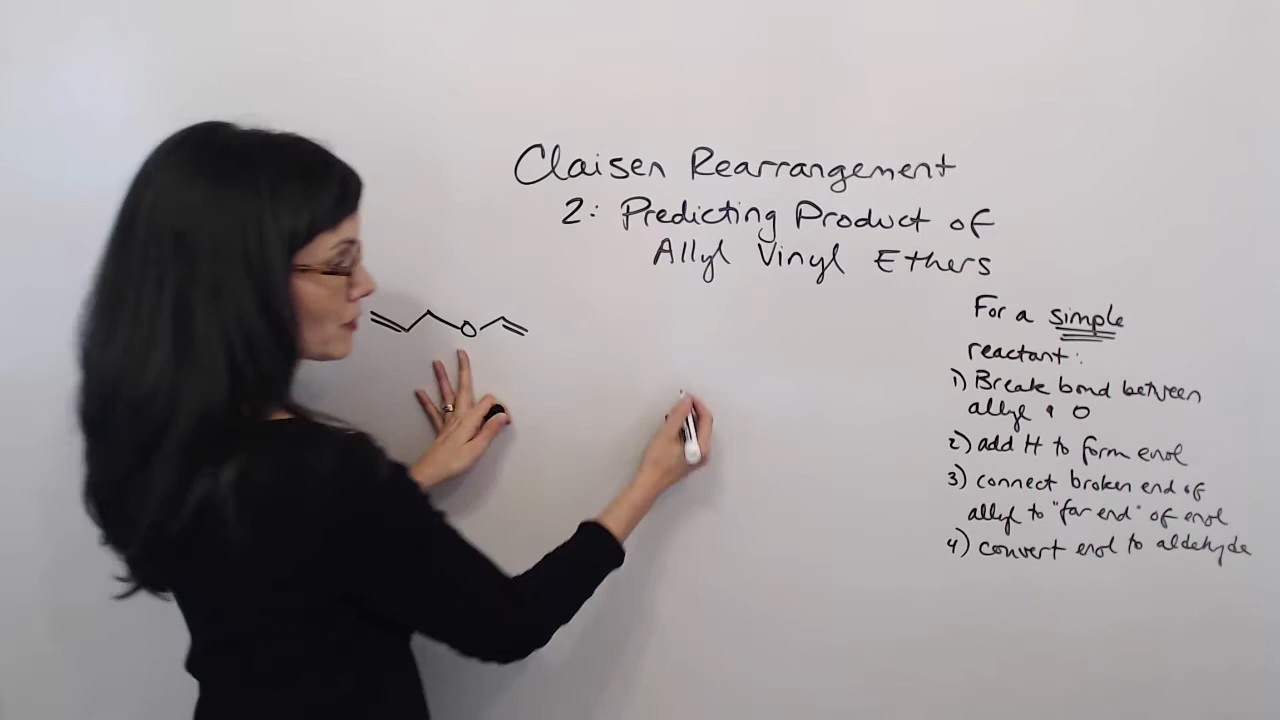 Claisen Rearrangement
2: Predicting Product of
Allyl Vinyl Ethers
O
For a simple
reactant:
1) Break bond between
allyl & O
2) add H to form enol
3) connect broken end of
allyl to "far end" of enol
4) convert enol to aldehyde